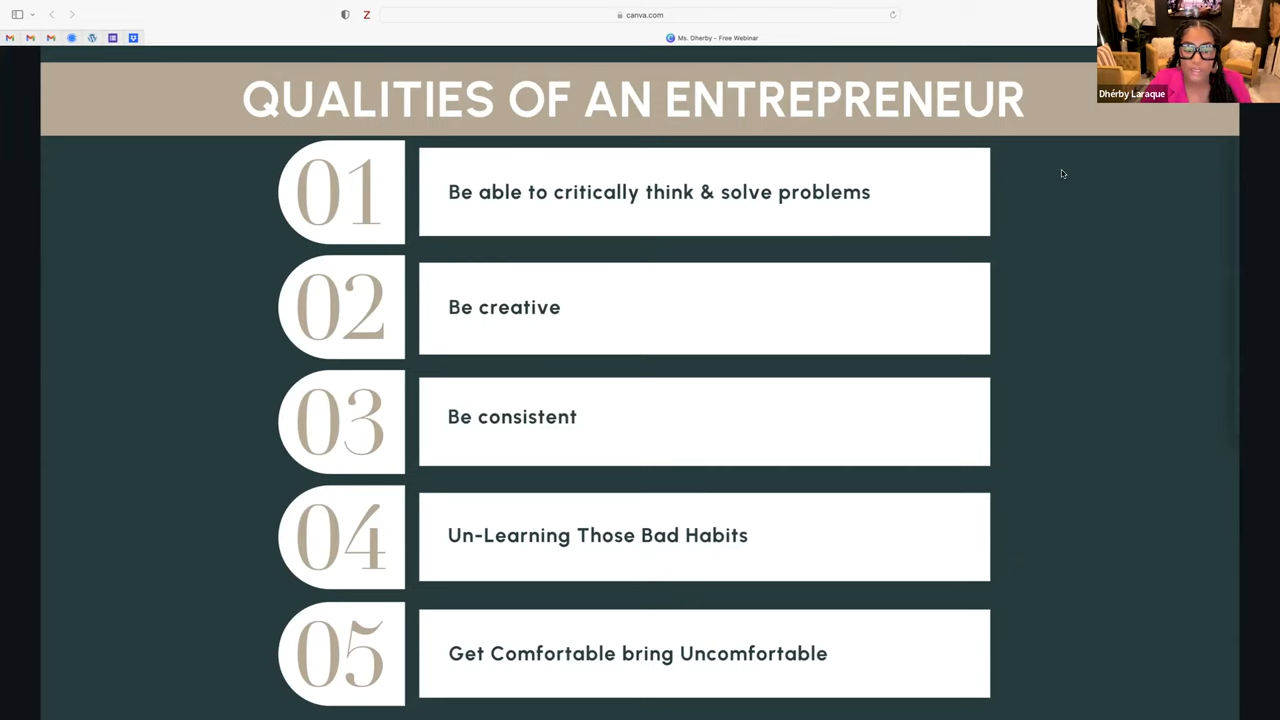 Z
canva.com
Ms. Dherby - Free Webinar
Dhérby Laraque
QUALITIES OF AN ENTREPRENEUR
01
Be able to critically think & solve problems
02
Be creative
03
Be consistent
04
Un-Learning Those Bad Habits
05
Get Comfortable bring Uncomfortable